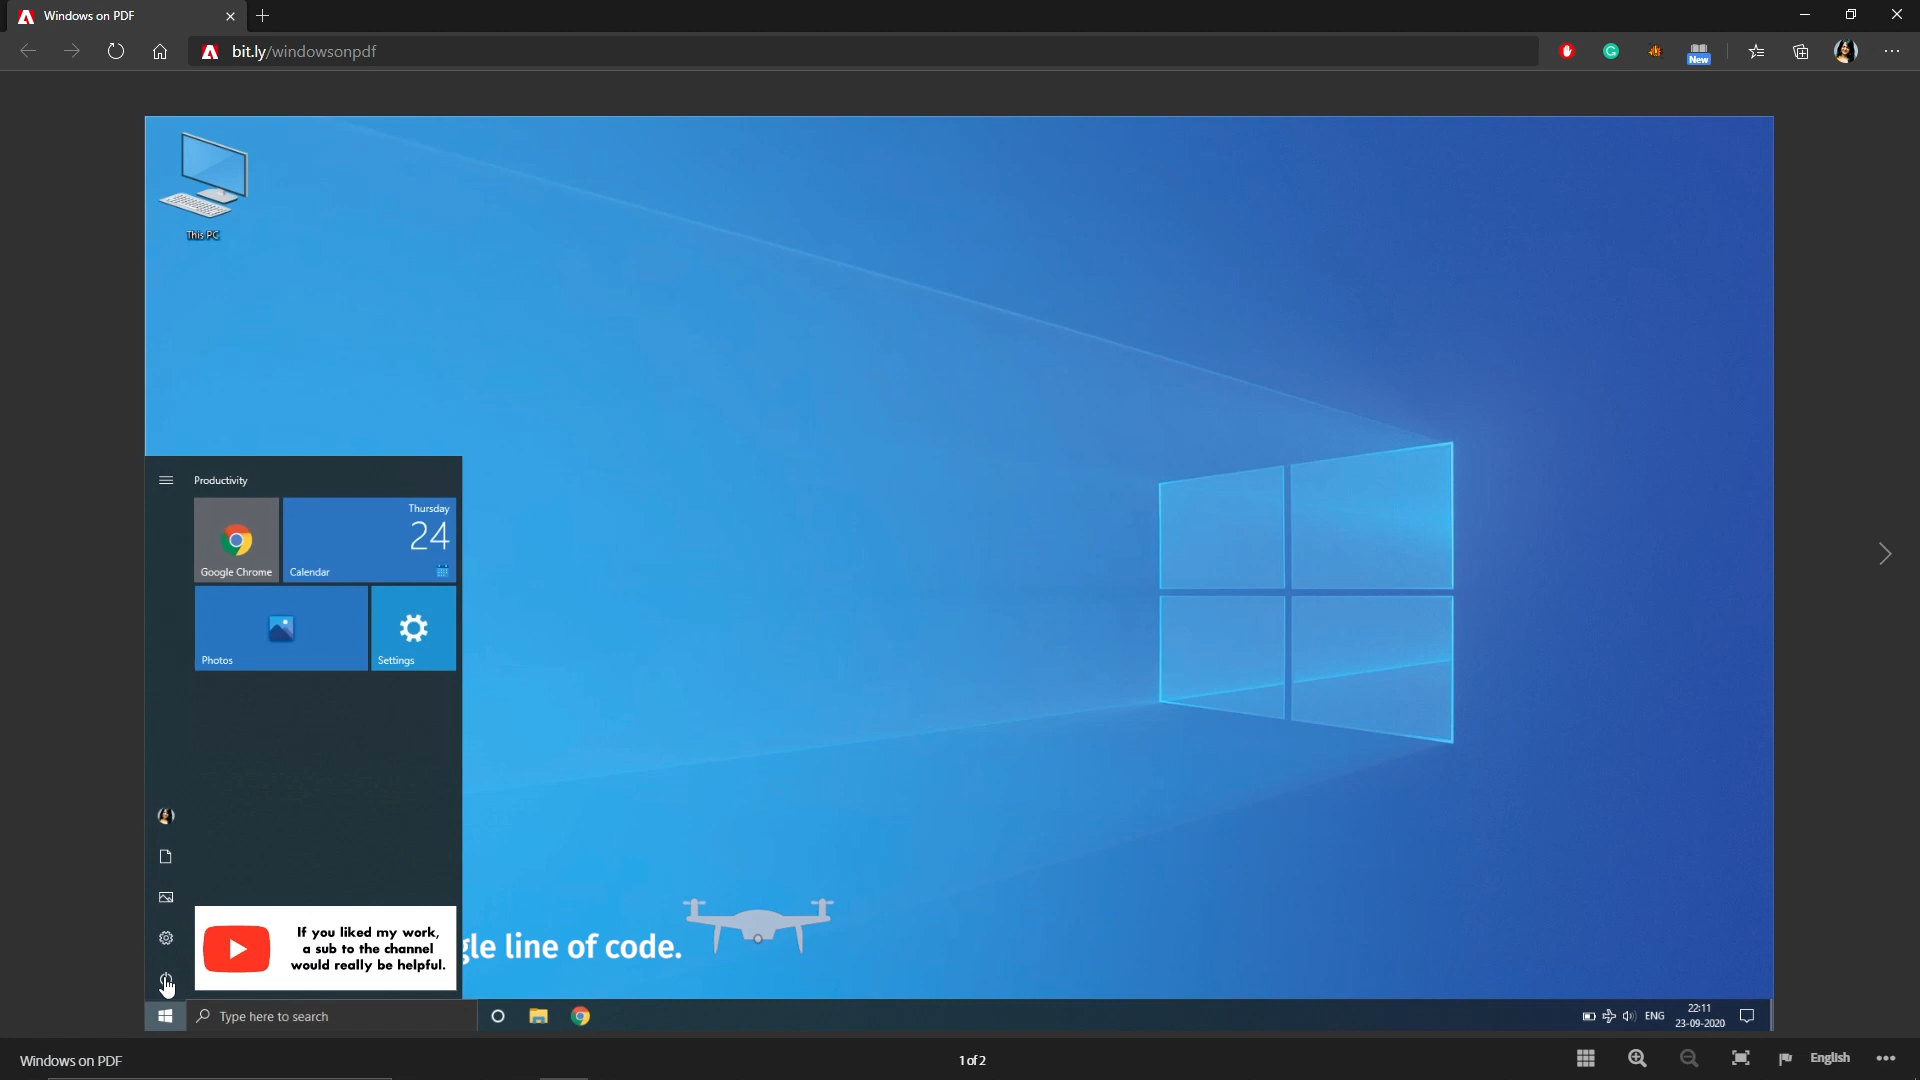 Windows on PDF
bit.ly/windowsonpdf
New
This PC
Productivity
Google Chrome
Thursday
24
Calendar
Photos
Settings
If you liked my work,
a sub to the channel
would really be helpful.
gle line of code.
Type here to search
ENG
22:11
23-09-2020
Windows on PDF
1 of 2
English